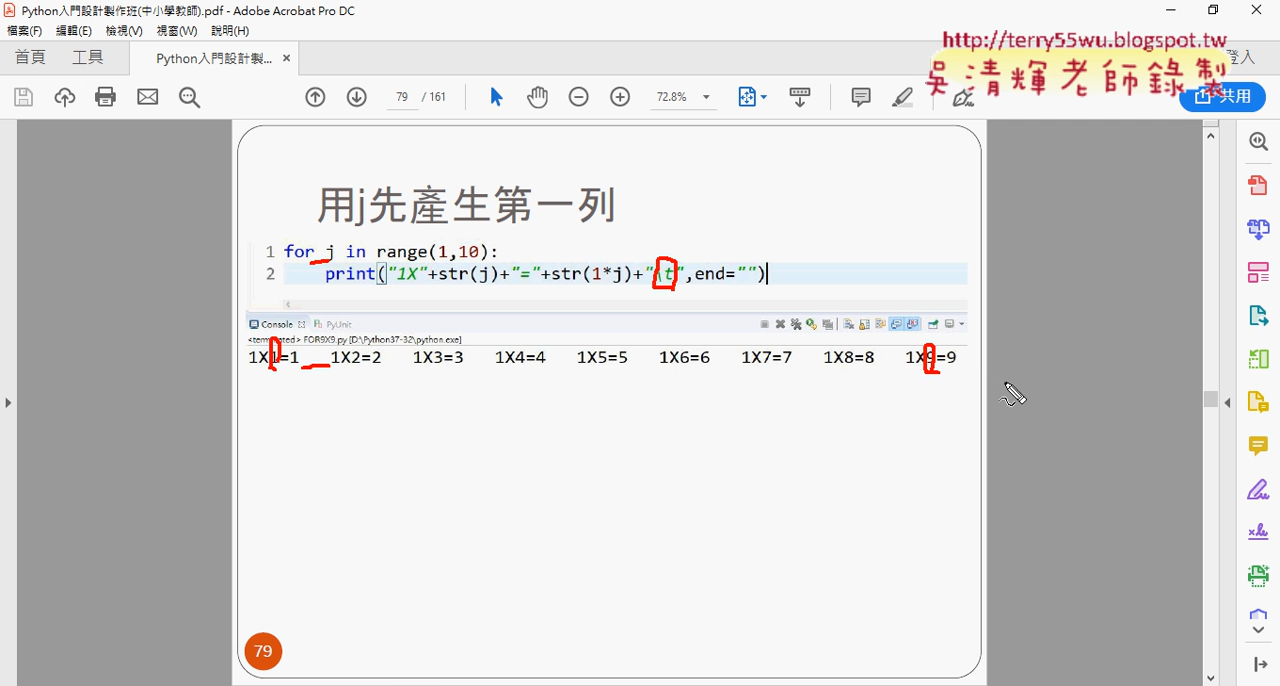 Python入門設計製作班(中小學教師).pdf - Adobe Acrobat Pro DC
檔案(F) 編輯(E) 檢視(V) 視窗(W) 說明(H)
http://terry55wu.blogspot.tw
吳清輝老師錄製
首頁 工具 Python入門設計製... × 登入
79 / 161 72.8% 共用
用j先產生第一列
1 for j in range(1,10):
2 print("1X"+str(j)+"="+str(1*j)+"\t",end="")
Console PyUnit
<terminated> FOR9X9.py [D:\Python37-32\python.exe]
1X1=1 1X2=2 1X3=3 1X4=4 1X5=5 1X6=6 1X7=7 1X8=8 1X9=9
79